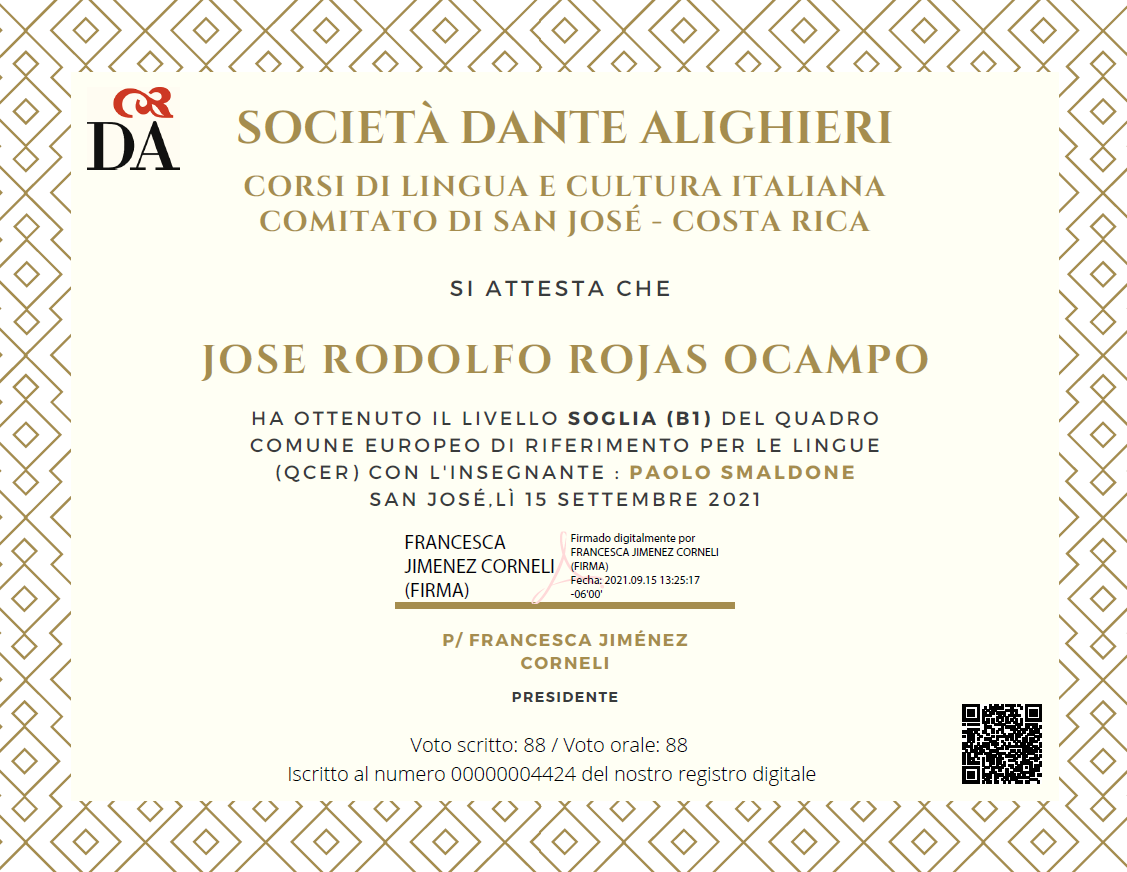 DA
SOCIETÀ DANTE ALIGHIERI
CORSI DI LINGUA E CULTURA ITALIANA
COMITATO DI SAN JOSÉ - COSTA RICA
SI ATTESTA CHE
JOSE RODOLFO ROJAS OCAMPO
HA OTTENUTO IL LIVELLO SOGLIA (B1) DEL QUADRO
COMUNE EUROPEO DI RIFERIMENTO PER LE LINGUE
(QCER) CON L'INSEGNANTE : PAOLO SMALDONE
SAN JOSÉ,LÌ 15 SETTEMBRE 2021
FRANCESCA
JIMENEZ CORNELI
(FIRMA)
Firmado digitalmente por
FRANCESCA JIMENEZ CORNELI
(FIRMA)
Fecha: 2021.09.15 13:25:17
-06'00'
P/ FRANCESCA JIMÉNEZ
CORNELI
PRESIDENTE
Voto scritto: 88 / Voto orale: 88
Iscritto al numero 00000004424 del nostro registro digitale